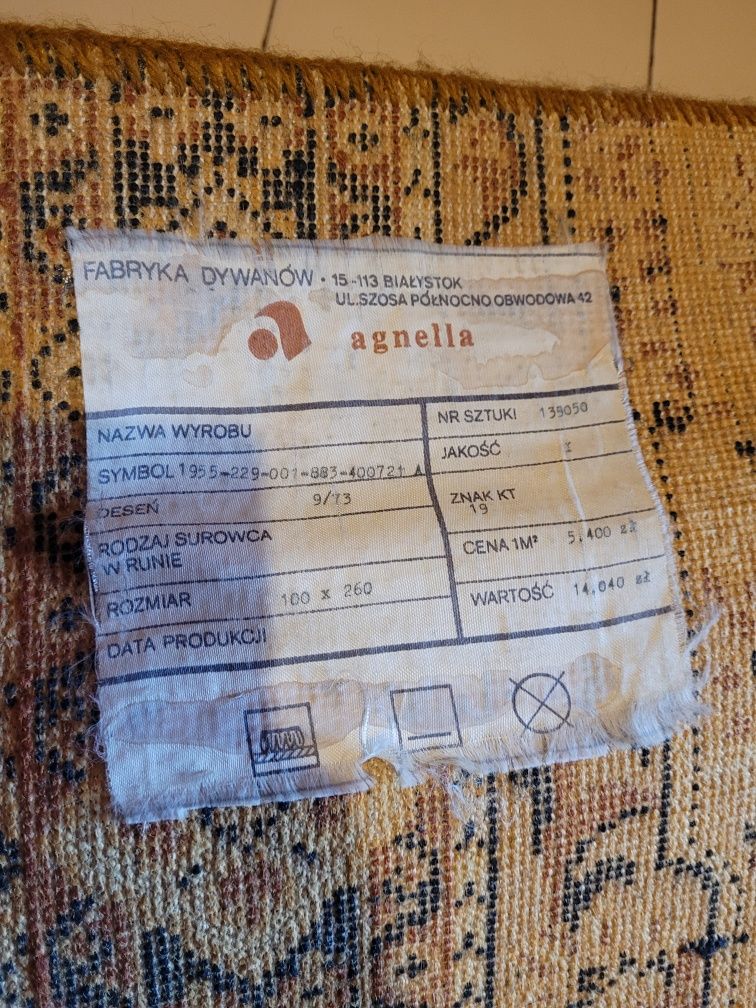 FABRYKA DYWANÓW · 15-113 BIAŁYSTOK
UL.SZOSA PÓŁNOCNO OBWODOWA 42
agnella
NAZWA WYROBU
SYMBOL 1955-229-001-883-400721 A
DESEŃ 9/73
RODZAJ SUROWCA
W RUNIE
ROZMIAR 100 x 260
DATA PRODUKCJI
NR SZTUKI 139050
JAKOŚĆ I
ZNAK KT
19
CENA 1M² 5.400 zł
WARTOŚĆ 14.040 zł